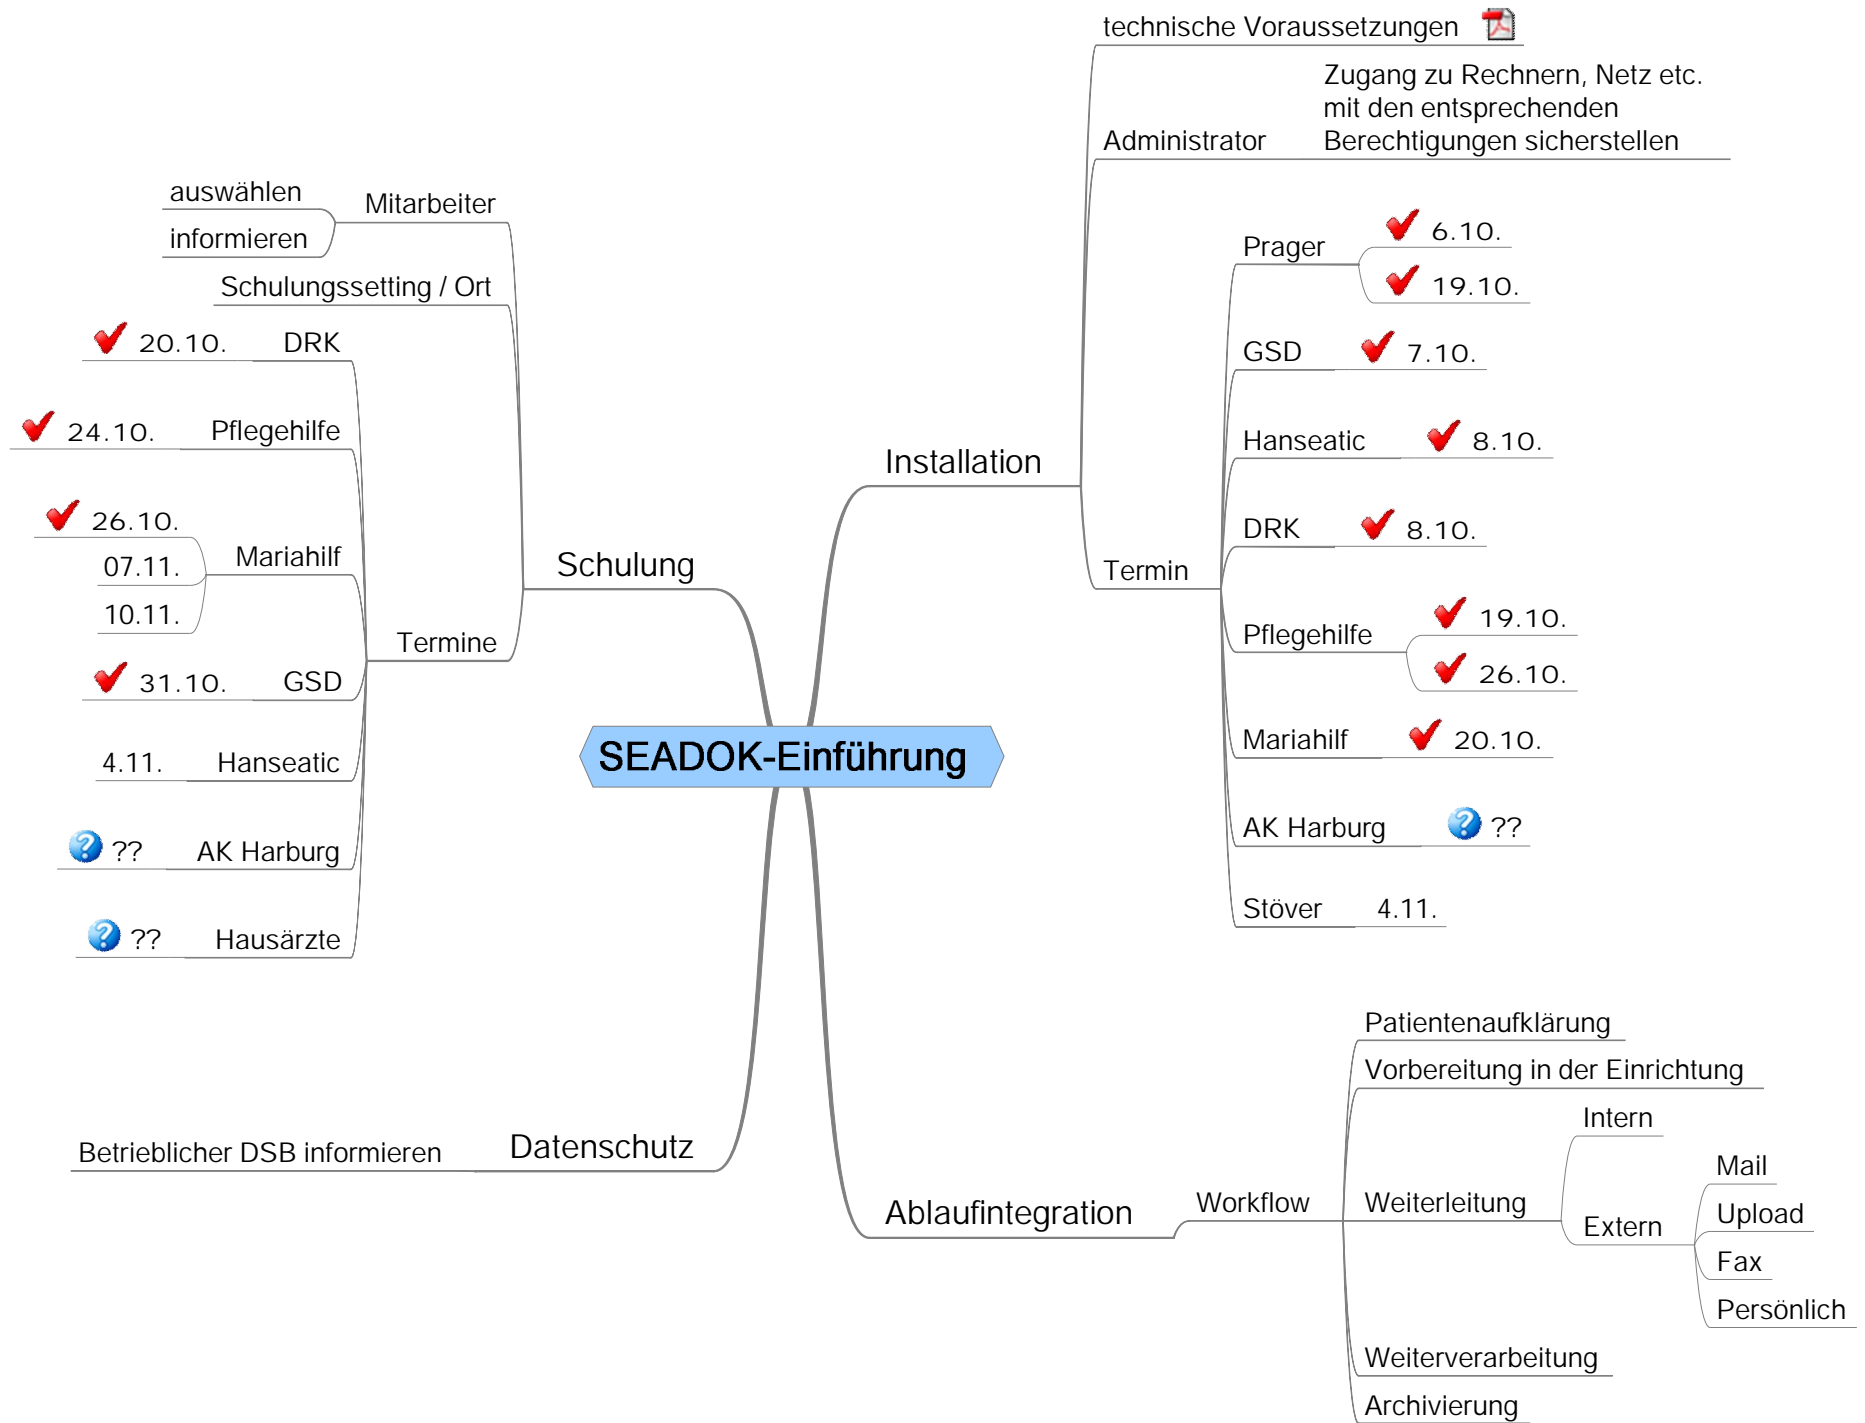 technische Voraussetzungen
Zugang zu Rechnern, Netz etc.
mit den entsprechenden
Administrator Berechtigungen sicherstellen
auswählen
Mitarbeiter
informieren
Schulungssetting / Ort
20.10. DRK
24.10. Pflegehilfe
26.10.
07.11. Mariahilf
10.11.
Termine
31.10. GSD
4.11. Hanseatic
?? AK Harburg
?? Hausärzte
Schulung
Installation
Termin
Prager
6.10.
19.10.
GSD 7.10.
Hanseatic 8.10.
DRK 8.10.
Pflegehilfe
19.10.
26.10.
Mariahilf 20.10.
AK Harburg ??
Stöver 4.11.
SEADOK-Einführung
Betrieblicher DSB informieren
Datenschutz
Ablaufintegration
Workflow
Patientenaufklärung
Vorbereitung in der Einrichtung
Weiterleitung
Intern
Extern
Mail
Upload
Fax
Persönlich
Weiterverarbeitung
Archivierung